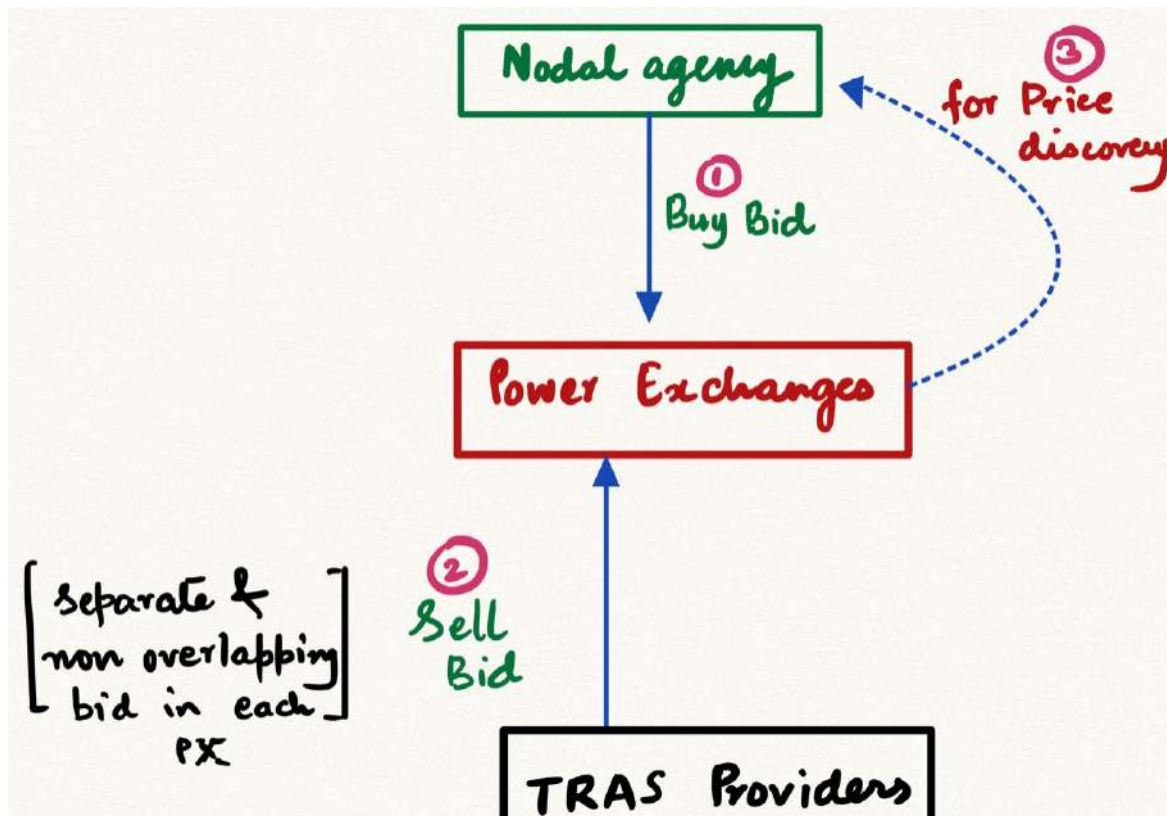 Nodal agency
③
for Price
discovery
①
Buy Bid
Power Exchanges
②
Sell
Bid
[separate &
non overlapping
bid in each]
PX
TRAS Providers